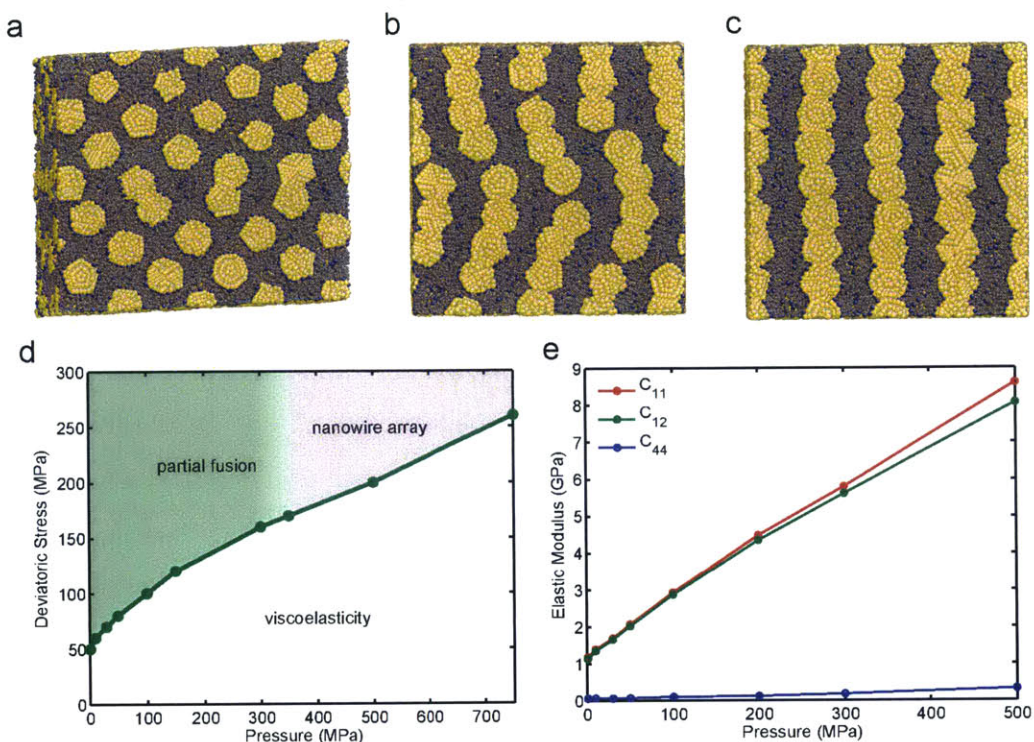 a
b
c
d
300
250
200
150
100
50
0
Deviatoric Stress (MPa)
partial fusion
nanowire array
viscoelasticity
0 100 200 300 400 500 600 700
Pressure (MPa)
e
9
8
7
6
5
4
3
2
1
0
Elastic Modulus (GPa)
C11
C12
C44
0 100 200 300 400 500
Pressure (MPa)